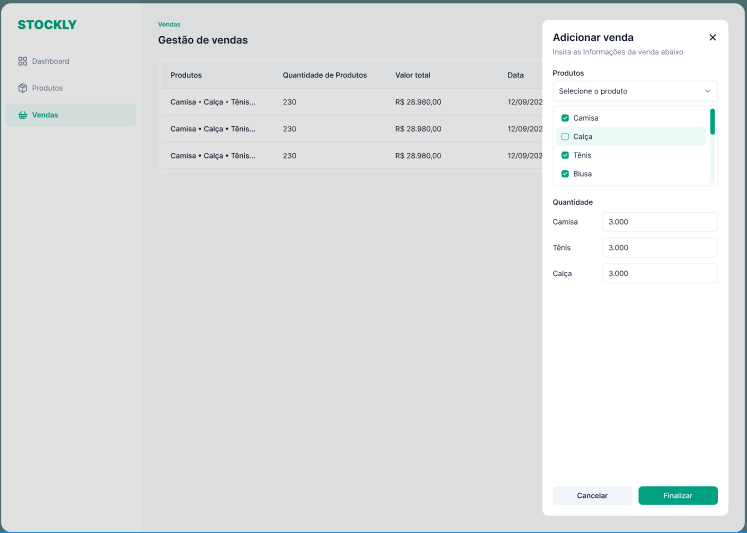 STOCKLY
Dashboard
Produtos
Vendas
Vendas
Gestão de vendas
Produtos Quantidade de Produtos Valor total Data
Camisa • Calça • Tênis... 230 R$ 28.980,00 12/09/202
Camisa • Calça • Tênis... 230 R$ 28.980,00 12/09/202
Camisa • Calça • Tênis... 230 R$ 28.980,00 12/09/202
Adicionar venda
Insira as informações da venda abaixo
Produtos
Selecione o produto
Camisa
Calça
Tênis
Blusa
Quantidade
Camisa 3.000
Tênis 3.000
Calça 3.000
Cancelar Finalizar